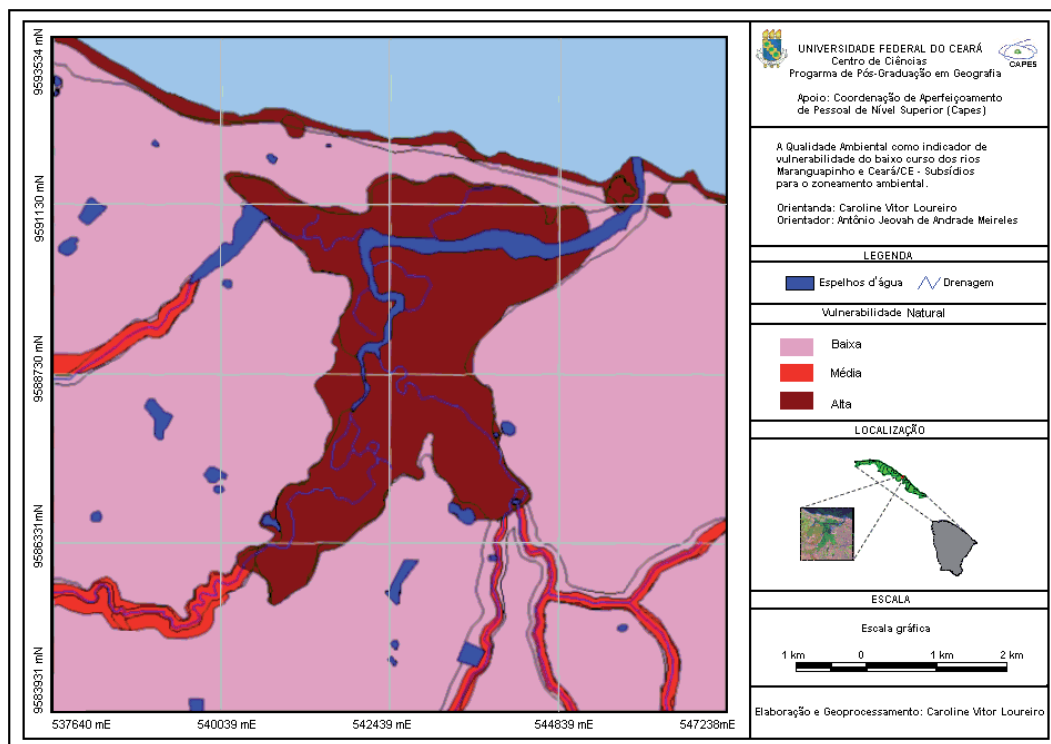 9593534 mN
9591130 mN
9588730 mN
9586331 mN
9583931 mN
537640 mE
540039 mE
542439 mE
544839 mE
547238mE
UNIVERSIDADE FEDERAL DO CEARÁ
Centro de Ciências
Progarma de Pós-Graduação em Geografia
CAPES
Apoio: Coordenação de Aperfeiçoamento
de Pessoal de Nível Superior (Capes)
A Qualidade Ambiental como indicador de
vulnerabilidade do baixo curso dos rios
Maranguapinho e Ceará/CE - Subsídios
para o zoneamento ambiental.
Orientanda: Caroline Vitor Loureiro
Orientador: Antônio Jeovah de Andrade Meireles
LEGENDA
Espelhos d'água
Drenagem
Vulnerabilidade Natural
Baixa
Média
Alta
LOCALIZAÇÃO
ESCALA
Escala gráfica
1 km 0 1 km 2 km
Elaboração e Geoprocessamento: Caroline Vitor Loureiro